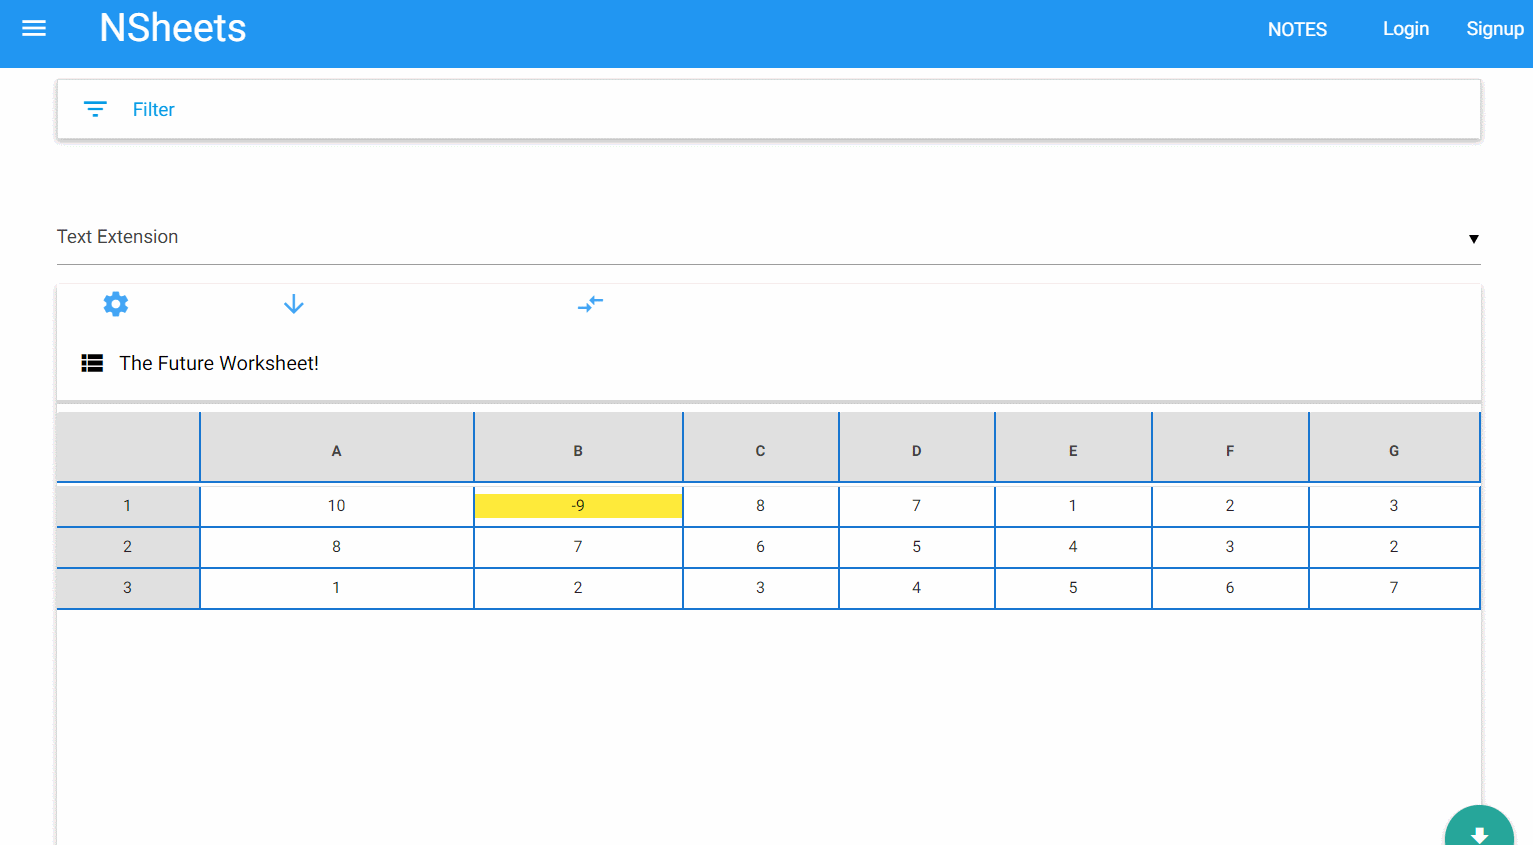 NSheets NOTES Login Signup
Filter
Text Extension
The Future Worksheet!
A B C D E F G
1 10 -9 8 7 1 2 3
2 8 7 6 5 4 3 2
3 1 2 3 4 5 6 7